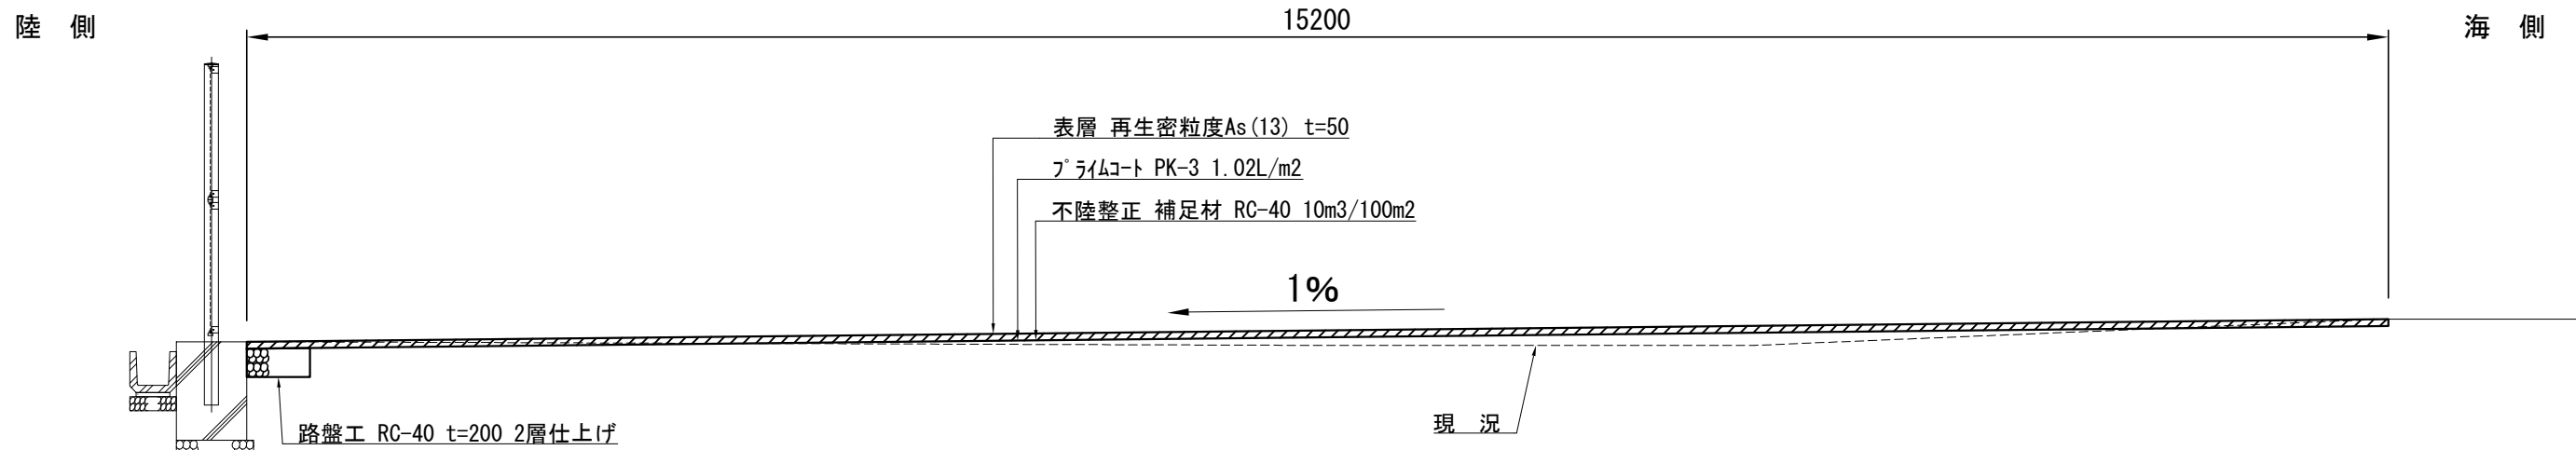 陸 側
15200
海 側
表層 再生密粒度As(13) t=50
プライムコート PK-3 1.02L/m2
不陸整正 補足材 RC-40 10m3/100m2
1%
現 況
路盤工 RC-40 t=200 2層仕上げ